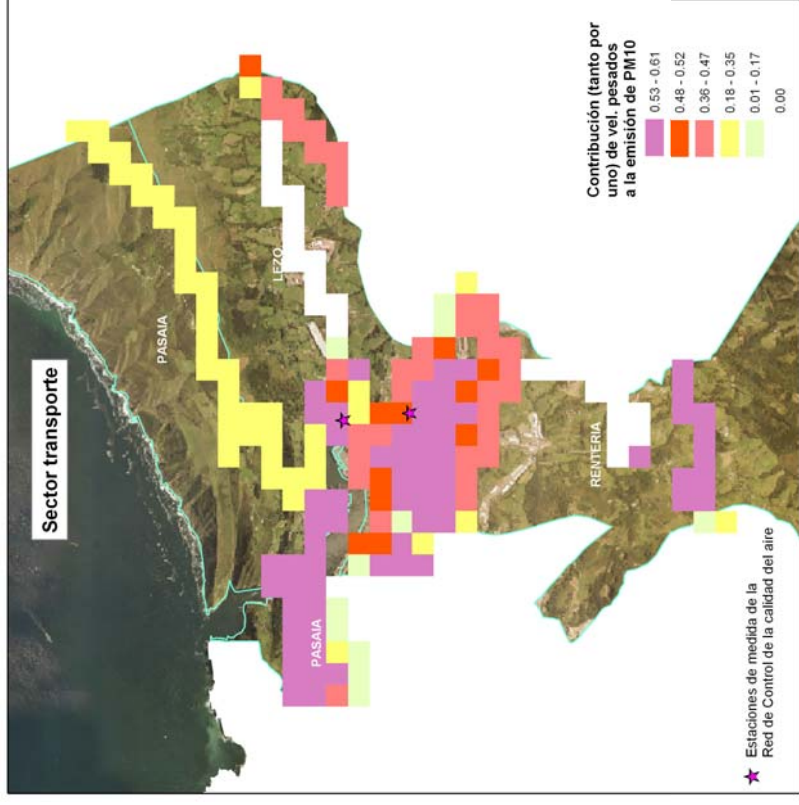 Sector transporte
PASAIA
LEZO
PASAIA
RENTERIA
Contribución (tanto por
uno) de vel. pesados
a la emisión de PM10
0.53 - 0.61
0.48 - 0.52
0.36 - 0.47
0.18 - 0.35
0.01 - 0.17
0.00
Estaciones de medida de la
Red de Control de la calidad del aire